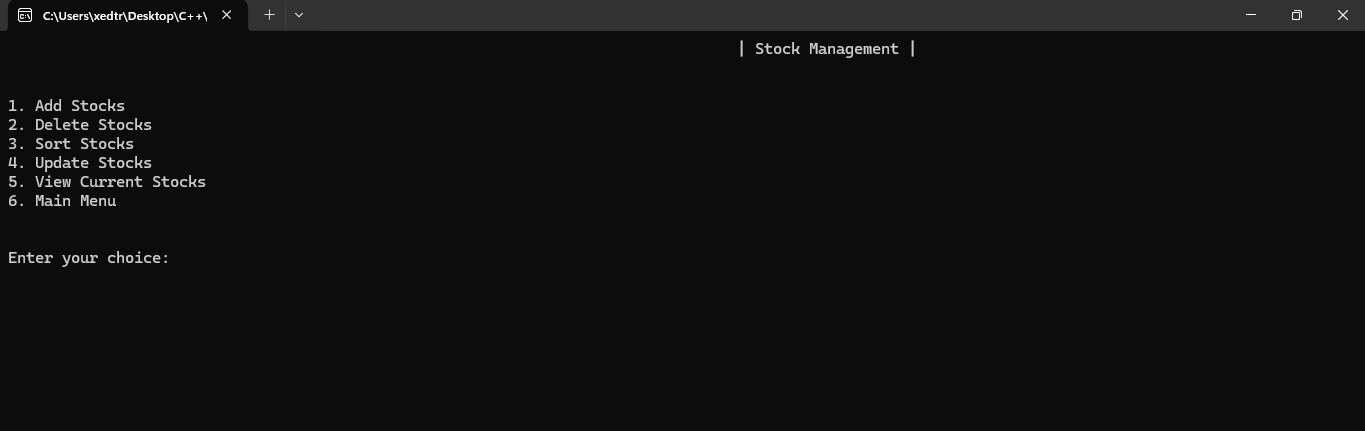 C:\Users\xedtr\Desktop\C++\
| Stock Management |
1. Add Stocks
2. Delete Stocks
3. Sort Stocks
4. Update Stocks
5. View Current Stocks
6. Main Menu
Enter your choice: